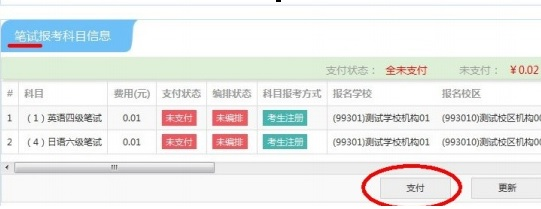 笔试报考科目信息
支付状态： 全未支付 未支付： ￥0.02
# 科目 费用(元) 支付状态 编排状态 科目报考方式 报名学校 报名校区
1 （1）英语四级笔试 0.01 未支付 未编排 考生注册 (99301)测试学校机构01 (993010)测试校区机构00
2 （4）日语六级笔试 0.01 未支付 未编排 考生注册 (99301)测试学校机构01 (993010)测试校区机构00
支付 更新